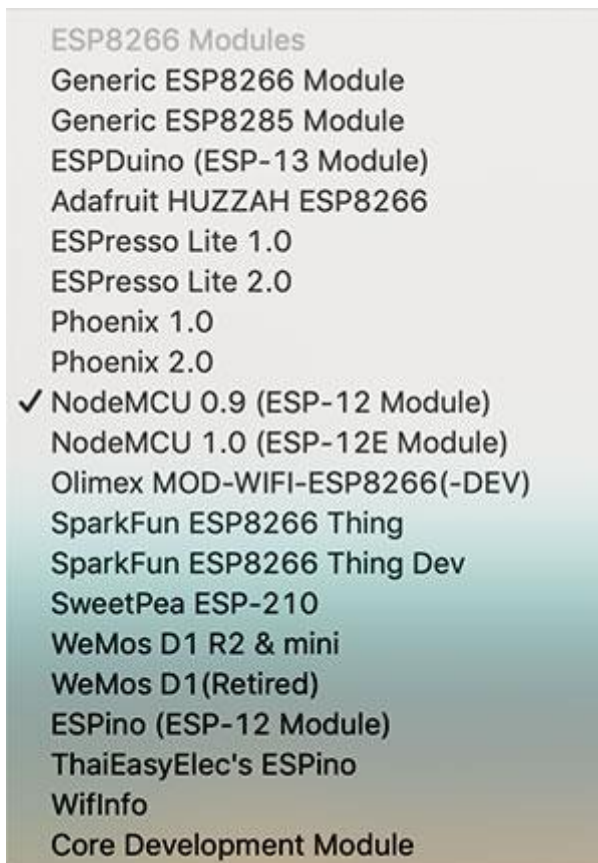 ESP8266 Modules
Generic ESP8266 Module
Generic ESP8285 Module
ESPDuino (ESP-13 Module)
Adafruit HUZZAH ESP8266
ESPresso Lite 1.0
ESPresso Lite 2.0
Phoenix 1.0
Phoenix 2.0
✓ NodeMCU 0.9 (ESP-12 Module)
NodeMCU 1.0 (ESP-12E Module)
Olimex MOD-WIFI-ESP8266(-DEV)
SparkFun ESP8266 Thing
SparkFun ESP8266 Thing Dev
SweetPea ESP-210
WeMos D1 R2 & mini
WeMos D1(Retired)
ESPino (ESP-12 Module)
ThaiEasyElec's ESPino
WifInfo
Core Development Module